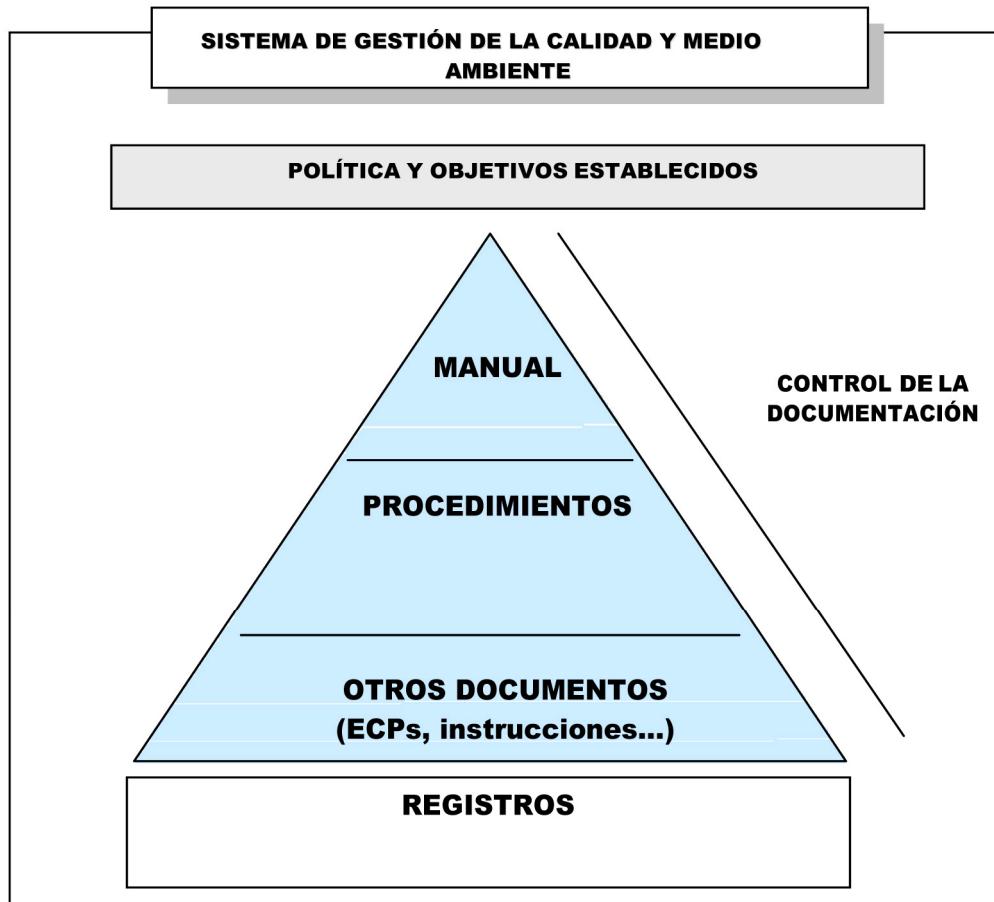 SISTEMA DE GESTIÓN DE LA CALIDAD Y MEDIO
AMBIENTE
POLÍTICA Y OBJETIVOS ESTABLECIDOS
MANUAL
CONTROL DE LA
DOCUMENTACIÓN
PROCEDIMIENTOS
OTROS DOCUMENTOS
(ECPs, instrucciones...)
REGISTROS